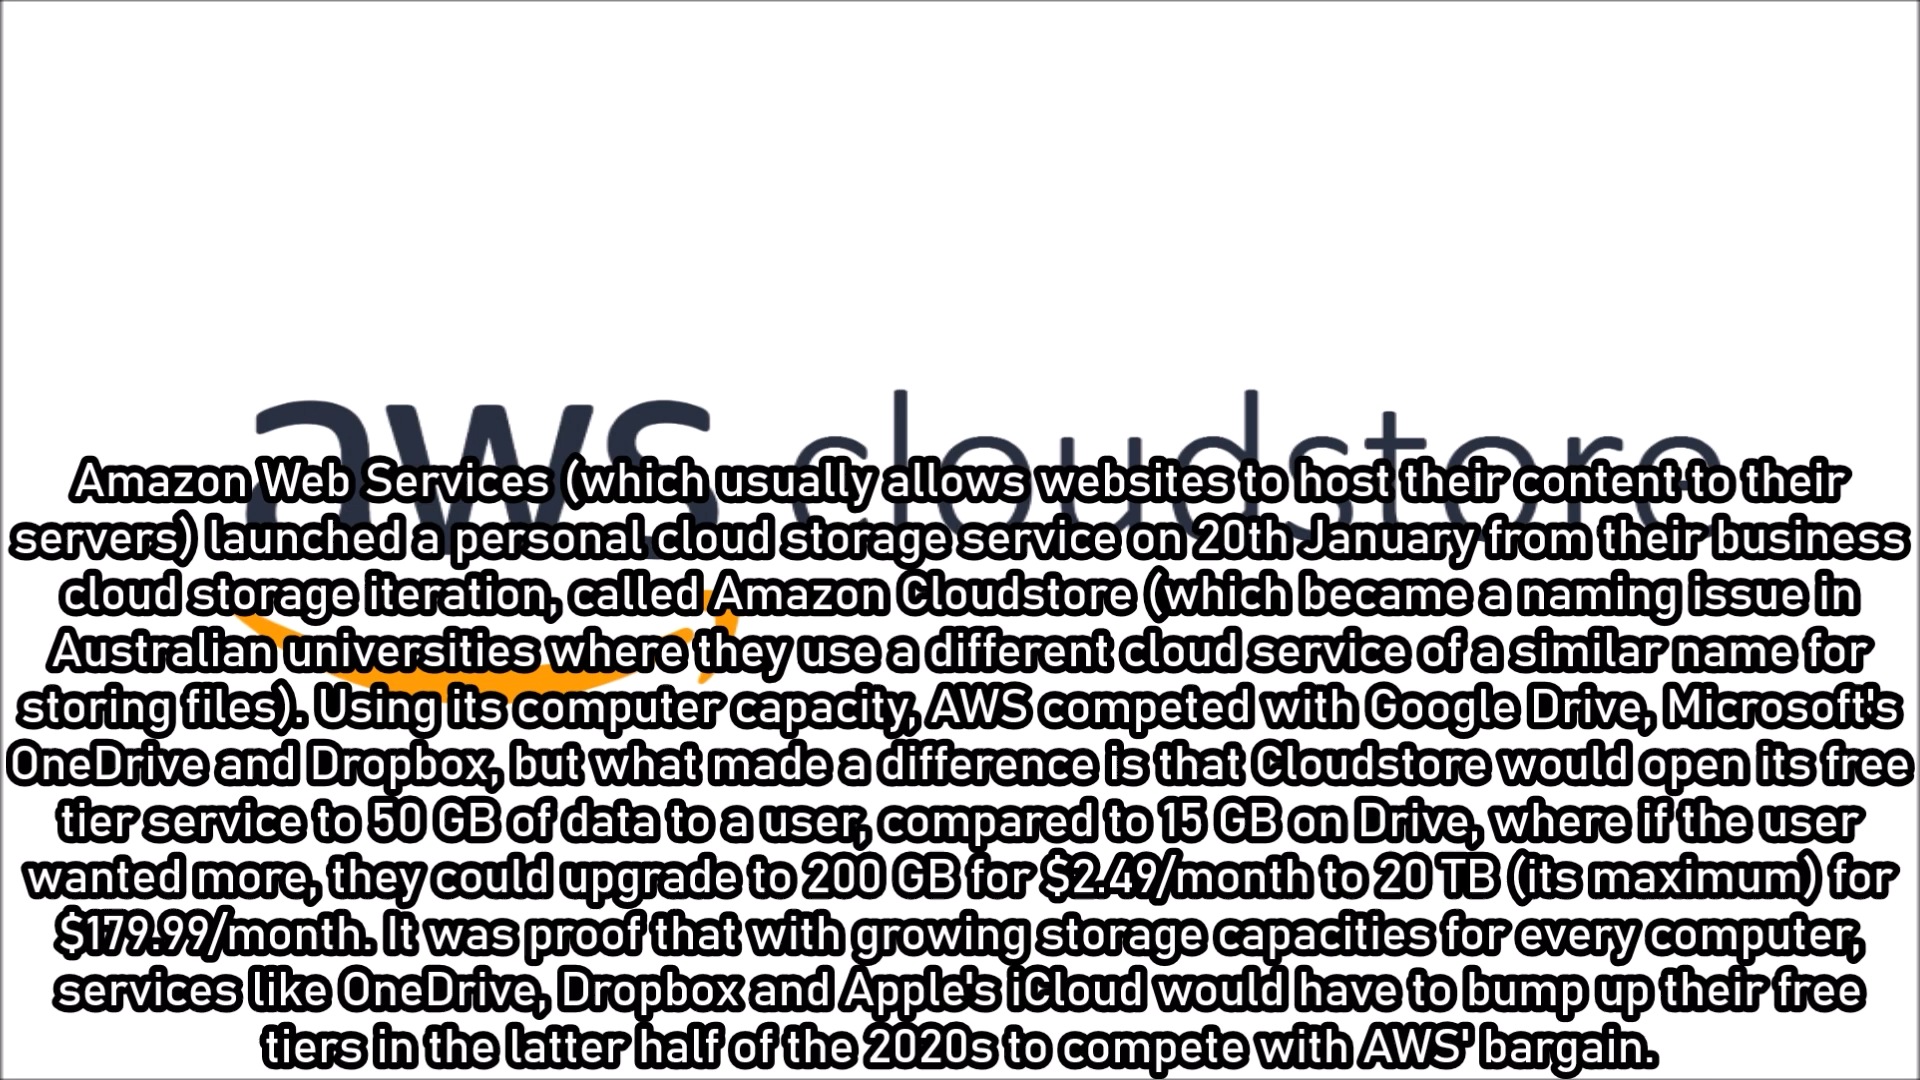 aws cloudstore
Amazon Web Services (which usually allows websites to host their content to their
servers) launched a personal cloud storage service on 20th January from their business
cloud storage iteration, called Amazon Cloudstore (which became a naming issue in
Australian universities where they use a different cloud service of a similar name for
storing files). Using its computer capacity, AWS competed with Google Drive, Microsoft's
OneDrive and Dropbox, but what made a difference is that Cloudstore would open its free
tier service to 50 GB of data to a user, compared to 15 GB on Drive, where if the user
wanted more, they could upgrade to 200 GB for $2.49/month to 20 TB (its maximum) for
$179.99/month. It was proof that with growing storage capacities for every computer,
services like OneDrive, Dropbox and Apple's iCloud would have to bump up their free
tiers in the latter half of the 2020s to compete with AWS' bargain.